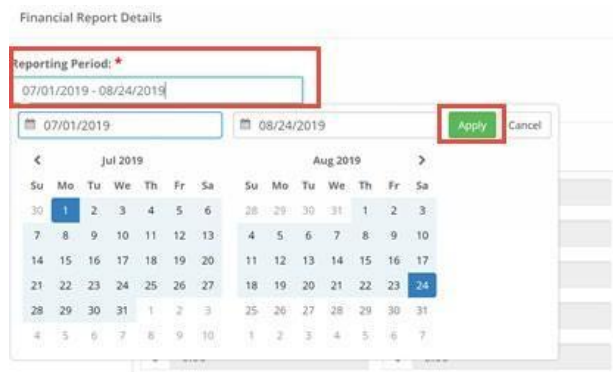 Financial Report Details
Reporting Period: *
07/01/2019 - 08/24/2019
07/01/2019 08/24/2019 Apply Cancel
< Jul 2019 Aug 2019 >
Su Mo Tu We Th Fr Sa Su Mo Tu We Th Fr Sa
30 1 2 3 4 5 6 28 29 30 31 1 2 3
7 8 9 10 11 12 13 4 5 6 7 8 9 10
14 15 16 17 18 19 20 11 12 13 14 15 16 17
21 22 23 24 25 26 27 18 19 20 21 22 23 24
28 29 30 31 1 2 3 25 26 27 28 29 30 31
4 5 6 7 8 9 10 1 2 3 4 5 6 7